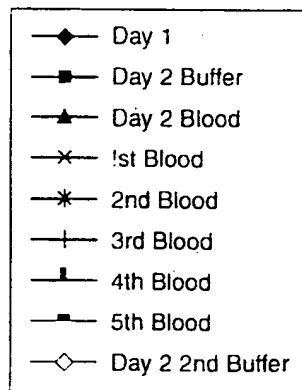 Day 1
Day 2 Buffer
Day 2 Blood
!st Blood
2nd Blood
3rd Blood
4th Blood
5th Blood
Day 2 2nd Buffer